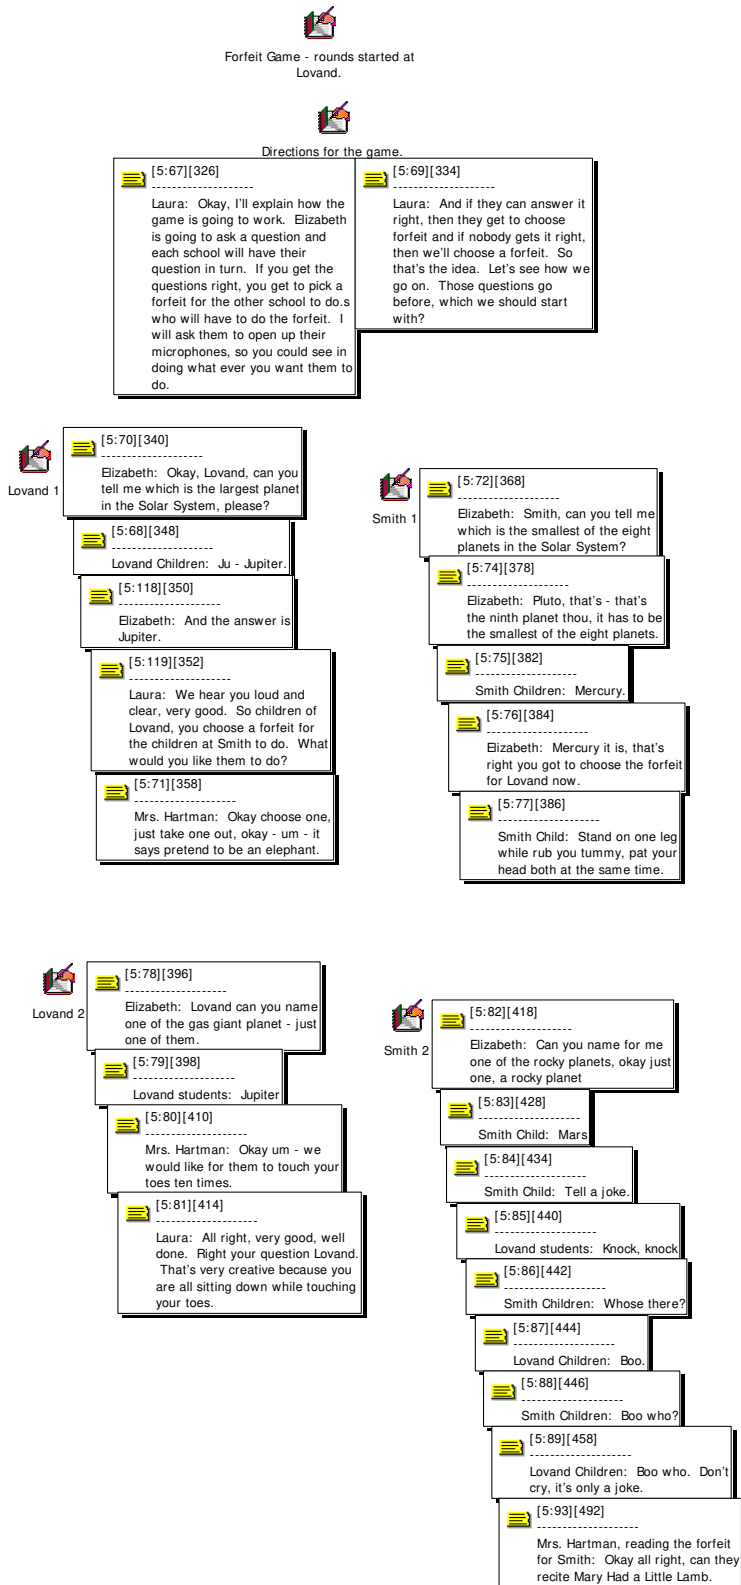 Forfeit Game - rounds started at
Lovand.
Directions for the game.
[5:67][326]
--------------------
Laura:  Okay, I'll explain how the
game is going to work.  Elizabeth
is going to ask a question and
each school will have their
question in turn.  If you get the
questions right, you get to pick a
forfeit for the other school to do.s
who will have to do the forfeit.  I
will ask them to open up their
microphones, so you could see in
doing what ever you want them to
do.
[5:69][334]
--------------------
Laura:  And if they can answer it
right, then they get to choose
forfeit and if nobody gets it right,
then we'll choose a forfeit.  So
that's the idea.  Let's see how we
go on.  Those questions go
before, which we should start
with?
Lovand 1
[5:70][340]
--------------------
Elizabeth:  Okay, Lovand, can you
tell me which is the largest planet
in the Solar System, please?
[5:68][348]
--------------------
Lovand Children:  Ju - Jupiter.
[5:118][350]
--------------------
Elizabeth:  And the answer is
Jupiter.
[5:119][352]
--------------------
Laura:  We hear you loud and
clear, very good.  So children of
Lovand, you choose a forfeit for
the children at Smith to do.  What
would you like them to do?
[5:71][358]
--------------------
Mrs. Hartman:  Okay choose one,
just take one out, okay - um - it
says pretend to be an elephant.
Smith 1
[5:72][368]
--------------------
Elizabeth:  Smith, can you tell me
which is the smallest of the eight
planets in the Solar System?
[5:74][378]
--------------------
Elizabeth:  Pluto, that's - that's
the ninth planet thou, it has to be
the smallest of the eight planets.
[5:75][382]
--------------------
Smith Children:  Mercury.
[5:76][384]
--------------------
Elizabeth:  Mercury it is, that's
right you got to choose the forfeit
for Lovand now.
[5:77][386]
--------------------
Smith Child:  Stand on one leg
while rub you tummy, pat your
head both at the same time.
Lovand 2
[5:78][396]
--------------------
Elizabeth:  Lovand can you name
one of the gas giant planet - just
one of them.
[5:79][398]
--------------------
Lovand students:  Jupiter
[5:80][410]
--------------------
Mrs. Hartman:  Okay um - we
would like for them to touch your
toes ten times.
[5:81][414]
--------------------
Laura:  All right, very good, well
done.  Right your question Lovand.
That's very creative because you
are all sitting down while touching
your toes.
Smith 2
[5:82][418]
--------------------
Elizabeth:  Can you name for me
one of the rocky planets, okay just
one, a rocky planet
[5:83][428]
--------------------
Smith Child:  Mars
[5:84][434]
--------------------
Smith Child:  Tell a joke.
[5:85][440]
--------------------
Lovand students:  Knock, knock
[5:86][442]
--------------------
Smith Children:  Whose there?
[5:87][444]
--------------------
Lovand Children:  Boo.
[5:88][446]
--------------------
Smith Children:  Boo who?
[5:89][458]
--------------------
Lovand Children:  Boo who.  Don't
cry, it's only a joke.
[5:93][492]
--------------------
Mrs. Hartman, reading the forfeit
for Smith:  Okay all right, can they
recite Mary Had a Little Lamb.